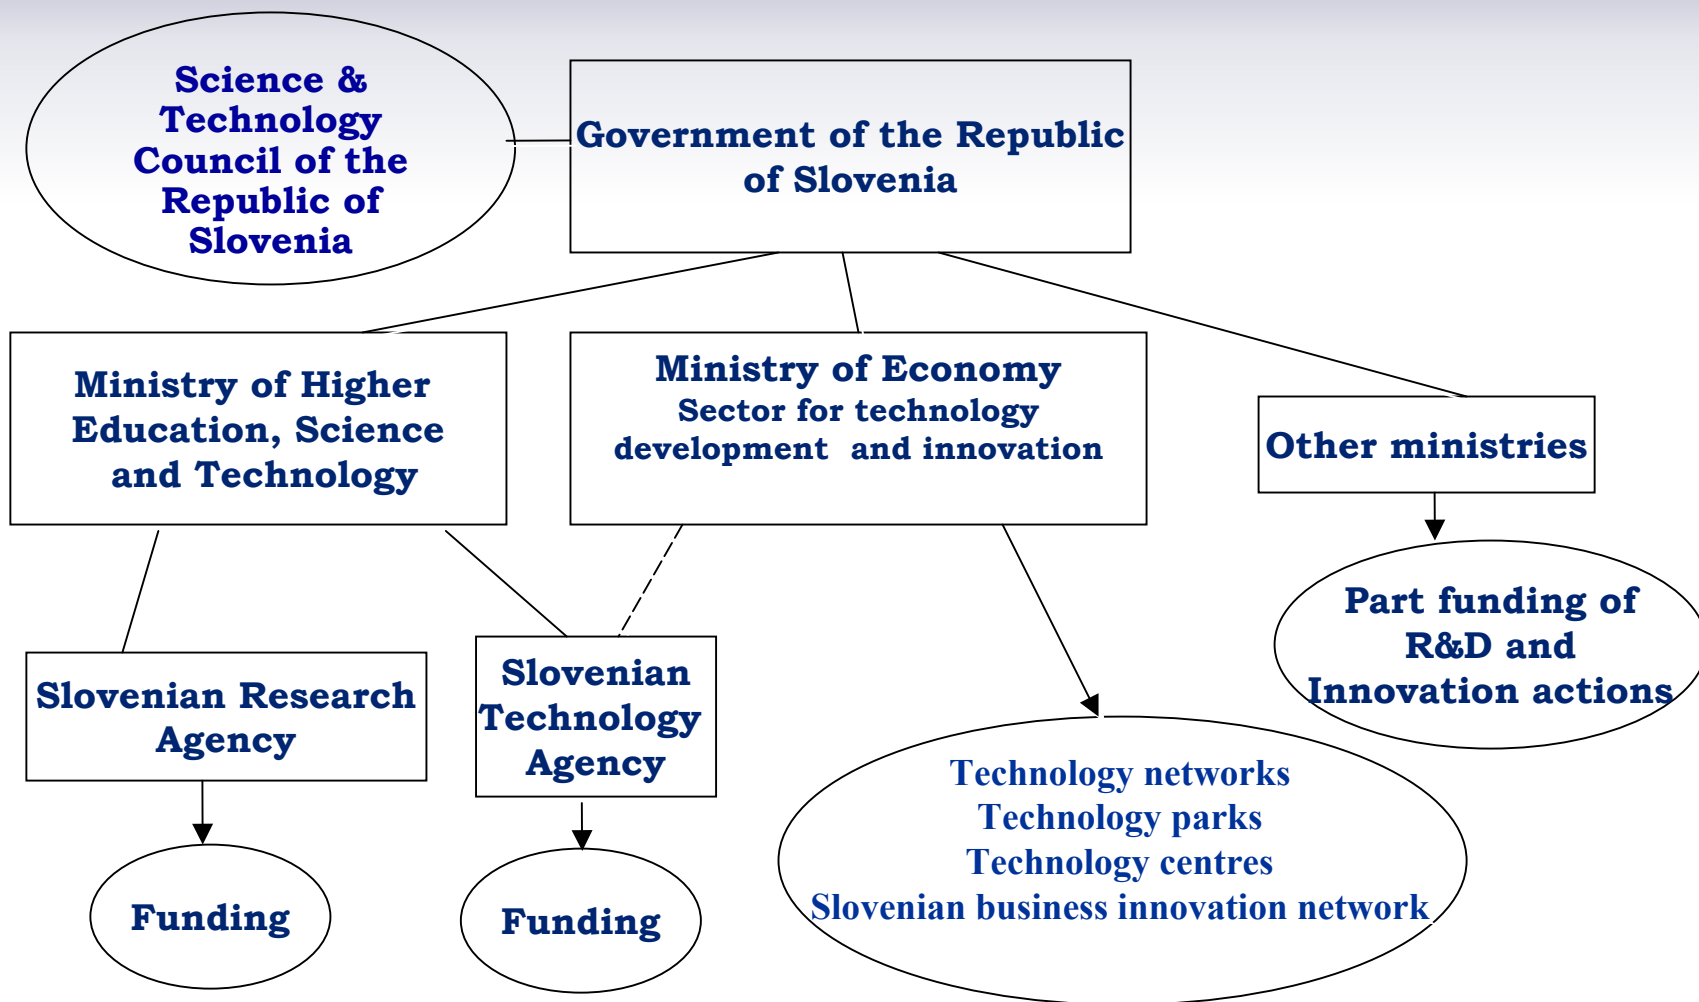 Science &
Technology
Council of the
Republic of
Slovenia
Government of the Republic
of Slovenia
Ministry of Higher
Education, Science
and Technology
Ministry of Economy
Sector for technology
development and innovation
Other ministries
Part funding of
R&D and
Innovation actions
Slovenian Research
Agency
Slovenian
Technology
Agency
Technology networks
Technology parks
Technology centres
Slovenian business innovation network
Funding
Funding